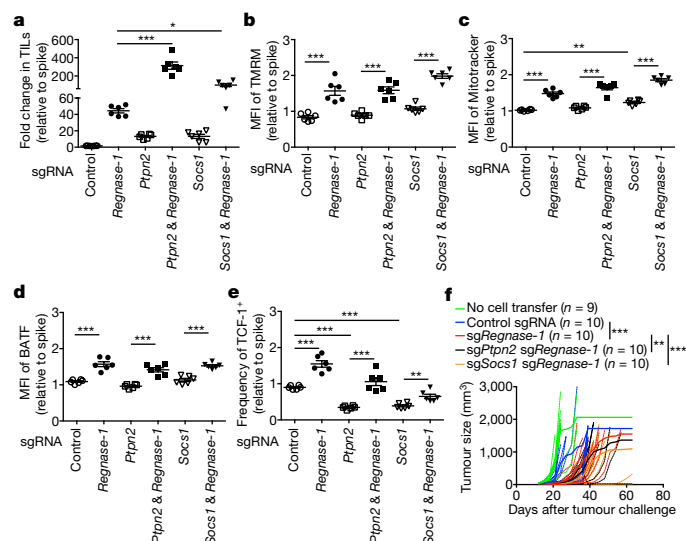 a
Fold change in TILs
(relative to spike)
600
400
200
60
40
20
0
*
***
sgRNA
Control
Regnase-1
Ptpn2
Ptpn2 & Regnase-1
Socs1
Socs1 & Regnase-1
b
MFI of TMRM
(relative to spike)
3
2
1
0
***
***
***
sgRNA
Control
Regnase-1
Ptpn2
Ptpn2 & Regnase-1
Socs1
Socs1 & Regnase-1
c
MFI of Mitotracker
(relative to spike)
3
2
1
0
**
***
***
***
sgRNA
Control
Regnase-1
Ptpn2
Ptpn2 & Regnase-1
Socs1
Socs1 & Regnase-1
d
MFI of BATF
(relative to spike)
3
2
1
0
***
***
***
sgRNA
Control
Regnase-1
Ptpn2
Ptpn2 & Regnase-1
Socs1
Socs1 & Regnase-1
e
Frequency of TCF-1+
(relative to spike)
3
2
1
0
***
***
***
***
**
sgRNA
Control
Regnase-1
Ptpn2
Ptpn2 & Regnase-1
Socs1
Socs1 & Regnase-1
f
No cell transfer (n = 9)
Control sgRNA (n = 10)
sgRegnase-1 (n = 10)
sgPtpn2 sgRegnase-1 (n = 10)
sgSocs1 sgRegnase-1 (n = 10)
***
**
***
Tumour size (mm3)
3,000
2,000
1,000
0
0 20 40 60 80
Days after tumour challenge